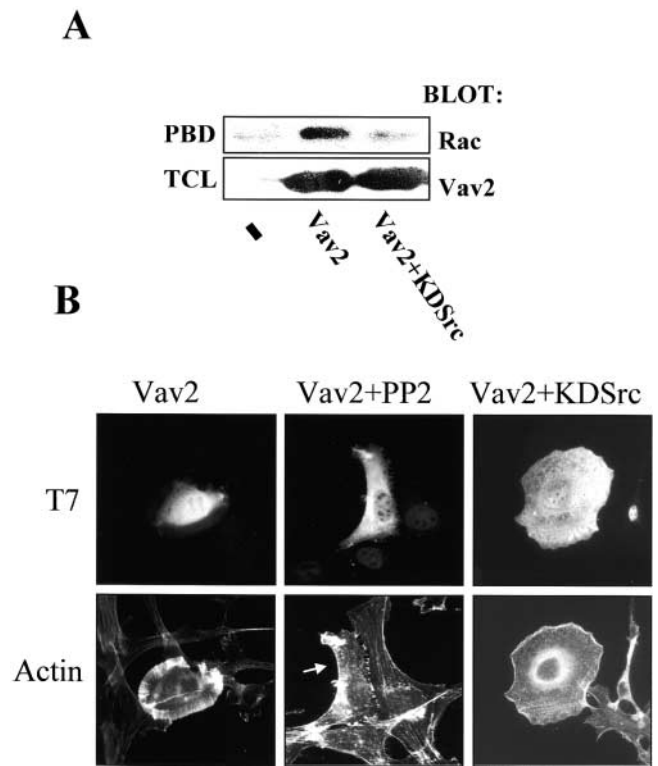 A
BLOT:
PBD Rac
TCL Vav2
- Vav2 Vav2+KDSrc
B
Vav2 Vav2+PP2 Vav2+KDSrc
T7
Actin